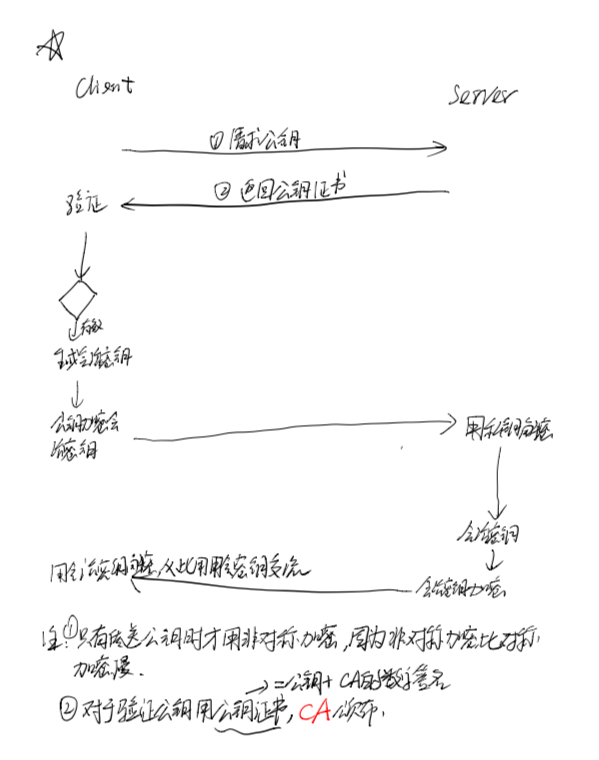 Client
Server
① 需求公钥
② 返回公钥证书
验证
有效
生成会话密钥
公钥加密会
话密钥
用私钥解密
会话密钥
会话密钥加密
用会话密钥解密,从此用会话密钥交流
注:①只有传送公钥时才用非对称加密,因为非对称加密比对称
加密慢.
→ =公钥+CA的数字签名
②对于验证公钥用公钥证书,CA颁布.